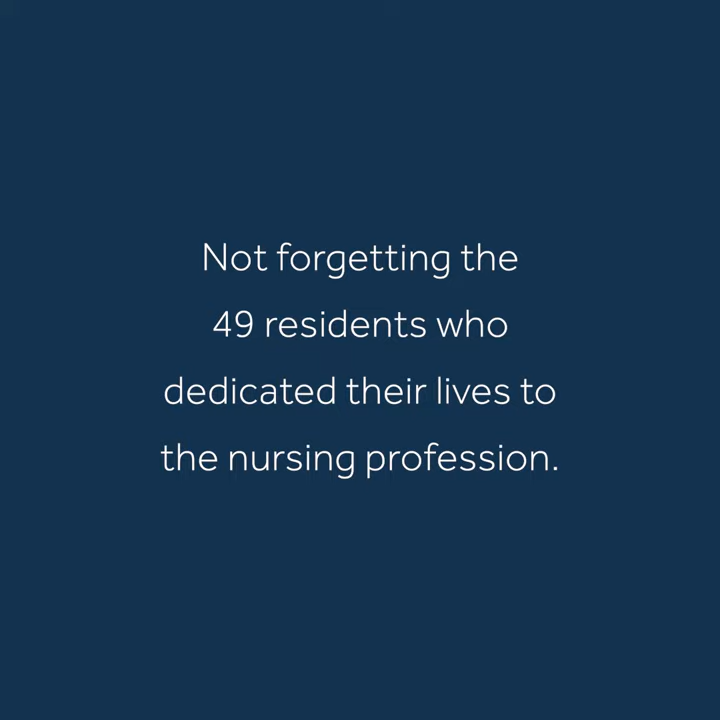 Not forgetting the
49 residents who
dedicated their lives to
the nursing profession.